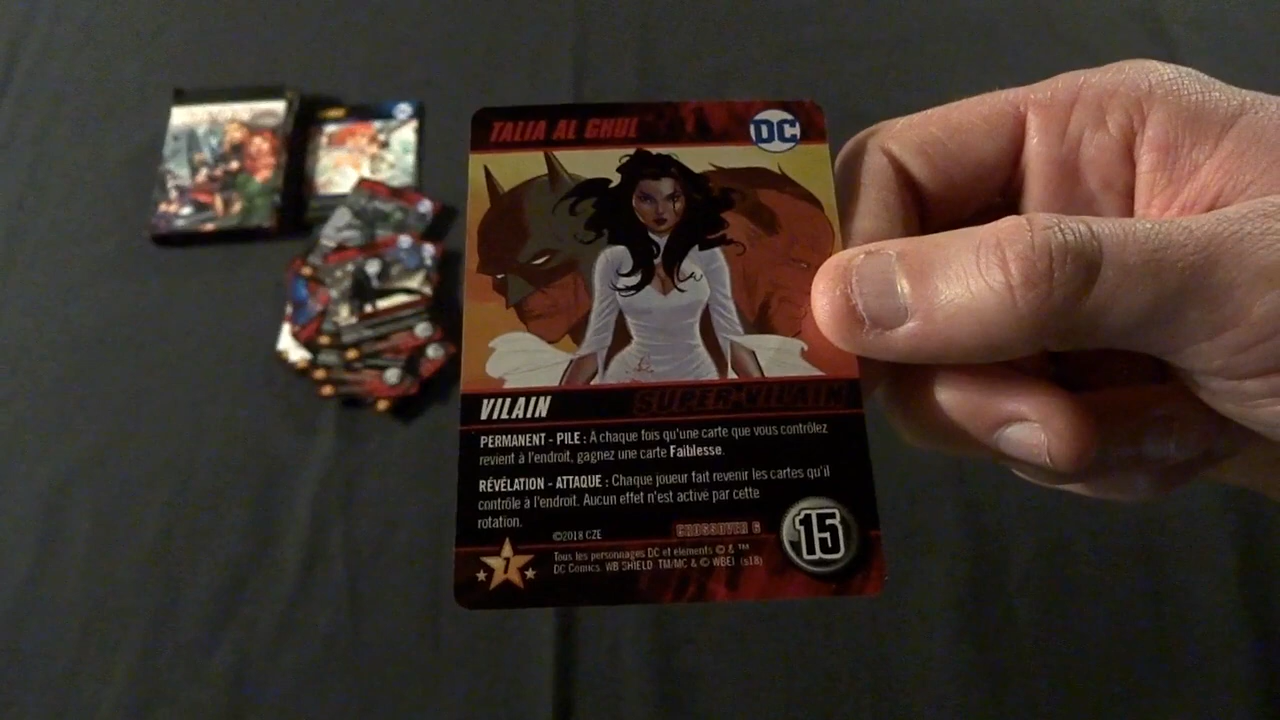 TALIA AL GHUL
DC
VILAIN
SUPER-VILAIN
PERMANENT - PILE : À chaque fois qu'une carte que vous contrôlez
revient à l'endroit, gagnez une carte Faiblesse.
RÉVÉLATION - ATTAQUE : Chaque joueur fait revenir les cartes qu'il
contrôle à l'endroit. Aucun effet n'est activé par cette
rotation.
©2018 CZE
CROSSOVER 6
15
7
Tous les personnages DC et elements © & ™
DC Comics. WB SHIELD TM/MC & © WBEI (s18)